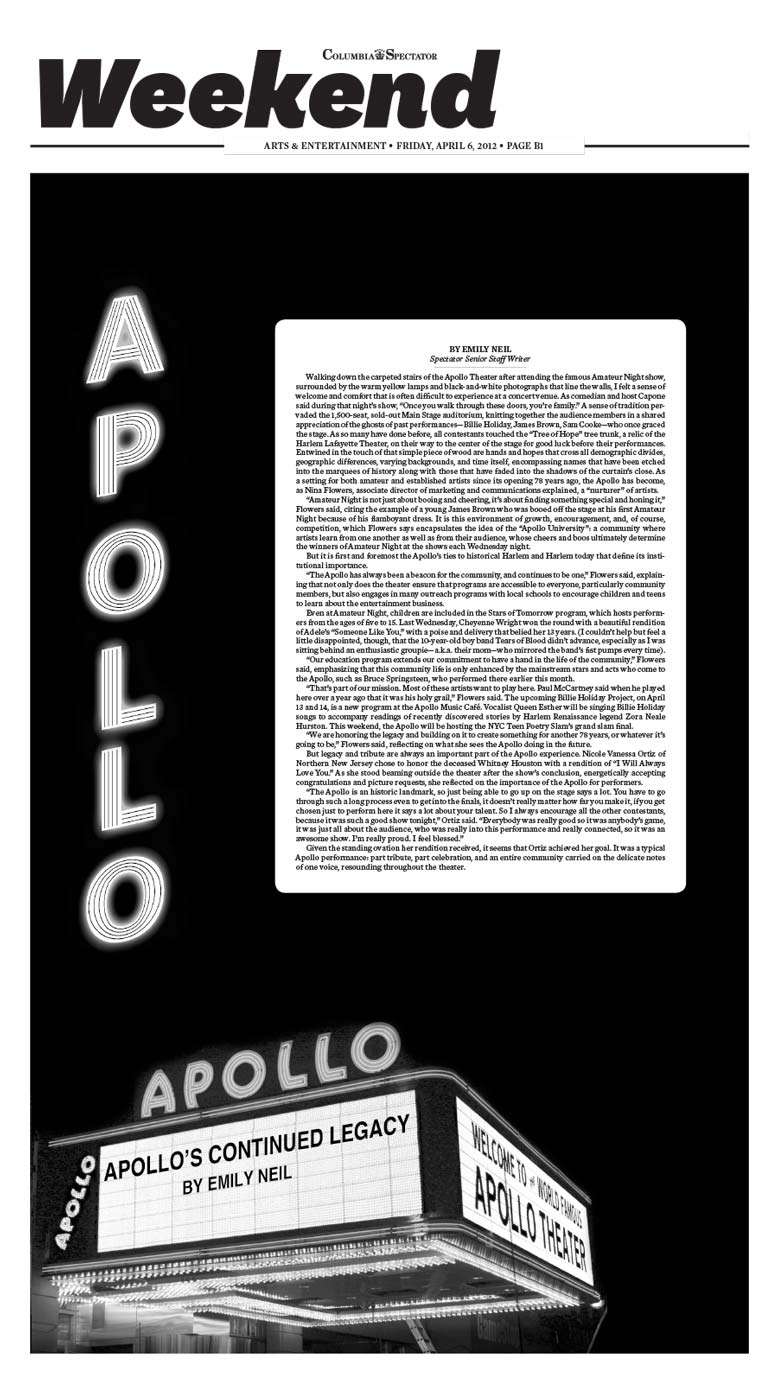 COLUMBIA SPECTATOR
Weekend
ARTS & ENTERTAINMENT • FRIDAY, APRIL 6, 2012 • PAGE B1
APOLLO
BY EMILY NEIL
Spectator Senior Staff Writer
Walking down the carpeted stairs of the Apollo Theater after attending the famous Amateur Night show,
surrounded by the warm yellow lamps and black-and-white photographs that line the walls, I felt a sense of
welcome and comfort that is often difficult to experience at a concert venue. As comedian and host Capone
said during that night's show, “Once you walk through these doors, you're family.” A sense of tradition per-
vaded the 1,500-seat, sold-out Main Stage auditorium, knitting together the audience members in a shared
appreciation of the ghosts of past performances—Billie Holiday, James Brown, Sam Cooke—who once graced
the stage. As so many have done before, all contestants touched the “Tree of Hope” tree trunk, a relic of the
Harlem Lafayette Theater, on their way to the center of the stage for good luck before their performances.
Entwined in the touch of that simple piece of wood are hands and hopes that cross all demographic divides,
geographic differences, varying backgrounds, and time itself, encompassing names that have been etched
into the marquees of history along with those that have faded into the shadows of the curtain's close. As
a setting for both amateur and established artists since its opening 78 years ago, the Apollo has become,
as Nina Flowers, associate director of marketing and communications explained, a “nurturer” of artists.
“Amateur Night is not just about booing and cheering, it's about finding something special and honing it,”
Flowers said, citing the example of a young James Brown who was booed off the stage at his first Amateur
Night because of his flamboyant dress. It is this environment of growth, encouragement, and, of course,
competition, which Flowers says encapsulates the idea of the “Apollo University”: a community where
artists learn from one another as well as from their audience, whose cheers and boos ultimately determine
the winners of Amateur Night at the shows each Wednesday night.
But it is first and foremost the Apollo's ties to historical Harlem and Harlem today that define its insti-
tutional importance.
“The Apollo has always been a beacon for the community, and continues to be one,” Flowers said, explain-
ing that not only does the theater ensure that programs are accessible to everyone, particularly community
members, but also engages in many outreach programs with local schools to encourage children and teens
to learn about the entertainment business.
Even at Amateur Night, children are included in the Stars of Tomorrow program, which hosts perform-
ers from the ages of five to 15. Last Wednesday, Cheyenne Wright won the round with a beautiful rendition
of Adele's “Someone Like You,” with a poise and delivery that belied her 13 years. (I couldn't help but feel a
little disappointed, though, that the 10-year-old boy band Tears of Blood didn't advance, especially as I was
sitting behind an enthusiastic groupie—a.k.a. their mom—who mirrored the band's fist pumps every time).
“Our education program extends our commitment to have a hand in the life of the community,” Flowers
said, emphasizing that this community life is only enhanced by the mainstream stars and acts who come to
the Apollo, such as Bruce Springsteen, who performed there earlier this month.
“That's part of our mission. Most of these artists want to play here. Paul McCartney said when he played
here over a year ago that it was his holy grail,” Flowers said. The upcoming Billie Holiday Project, on April
13 and 14, is a new program at the Apollo Music Café. Vocalist Queen Esther will be singing Billie Holiday
songs to accompany readings of recently discovered stories by Harlem Renaissance legend Zora Neale
Hurston. This weekend, the Apollo will be hosting the NYC Teen Poetry Slam's grand slam final.
“We are honoring the legacy and building on it to create something for another 78 years, or whatever it's
going to be,” Flowers said, reflecting on what she sees the Apollo doing in the future.
But legacy and tribute are always an important part of the Apollo experience. Nicole Vanessa Ortiz of
Northern New Jersey chose to honor the deceased Whitney Houston with a rendition of “I Will Always
Love You.” As she stood beaming outside the theater after the show's conclusion, energetically accepting
congratulations and picture requests, she reflected on the importance of the Apollo for performers.
“The Apollo is an historic landmark, so just being able to go up on the stage says a lot. You have to go
through such a long process even to get into the finals, it doesn't really matter how far you make it, if you get
chosen just to perform here it says a lot about your talent. So I always encourage all the other contestants,
because it was such a good show tonight,” Ortiz said. “Everybody was really good so it was anybody's game,
it was just all about the audience, who was really into this performance and really connected, so it was an
awesome show. I'm really proud. I feel blessed.”
Given the standing ovation her rendition received, it seems that Ortiz achieved her goal. It was a typical
Apollo performance: part tribute, part celebration, and an entire community carried on the delicate notes
of one voice, resounding throughout the theater.
APOLLO
APOLLO
APOLLO'S CONTINUED LEGACY
BY EMILY NEIL
WELCOME TO THE WORLD FAMOUS
APOLLO THEATER